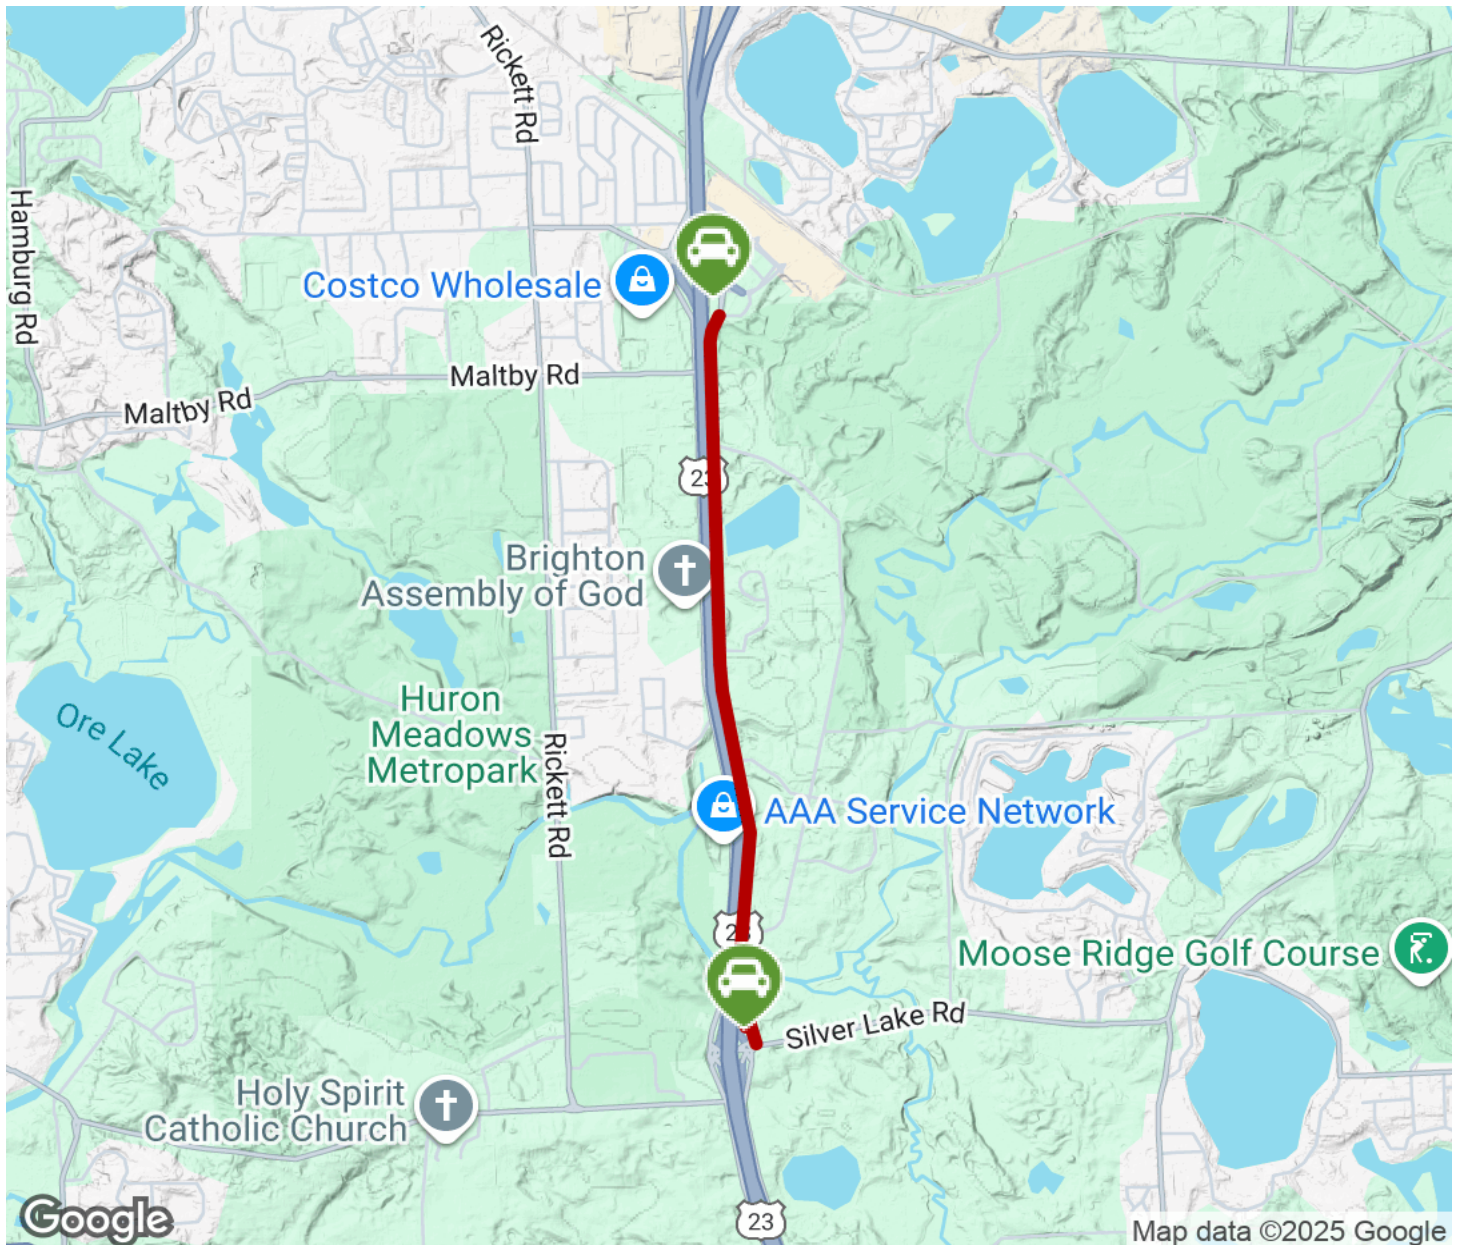 Rickett Rd
Hamburg Rd
Costco Wholesale
Maltby Rd
Maltby Rd
23
Brighton
Assembly of God
Ore Lake
Huron
Meadows
Metropark
Rickett Rd
AAA Service Network
23
Moose Ridge Golf Course
Silver Lake Rd
Holy Spirit
Catholic Church
23
Google
Map data ©2025 Google